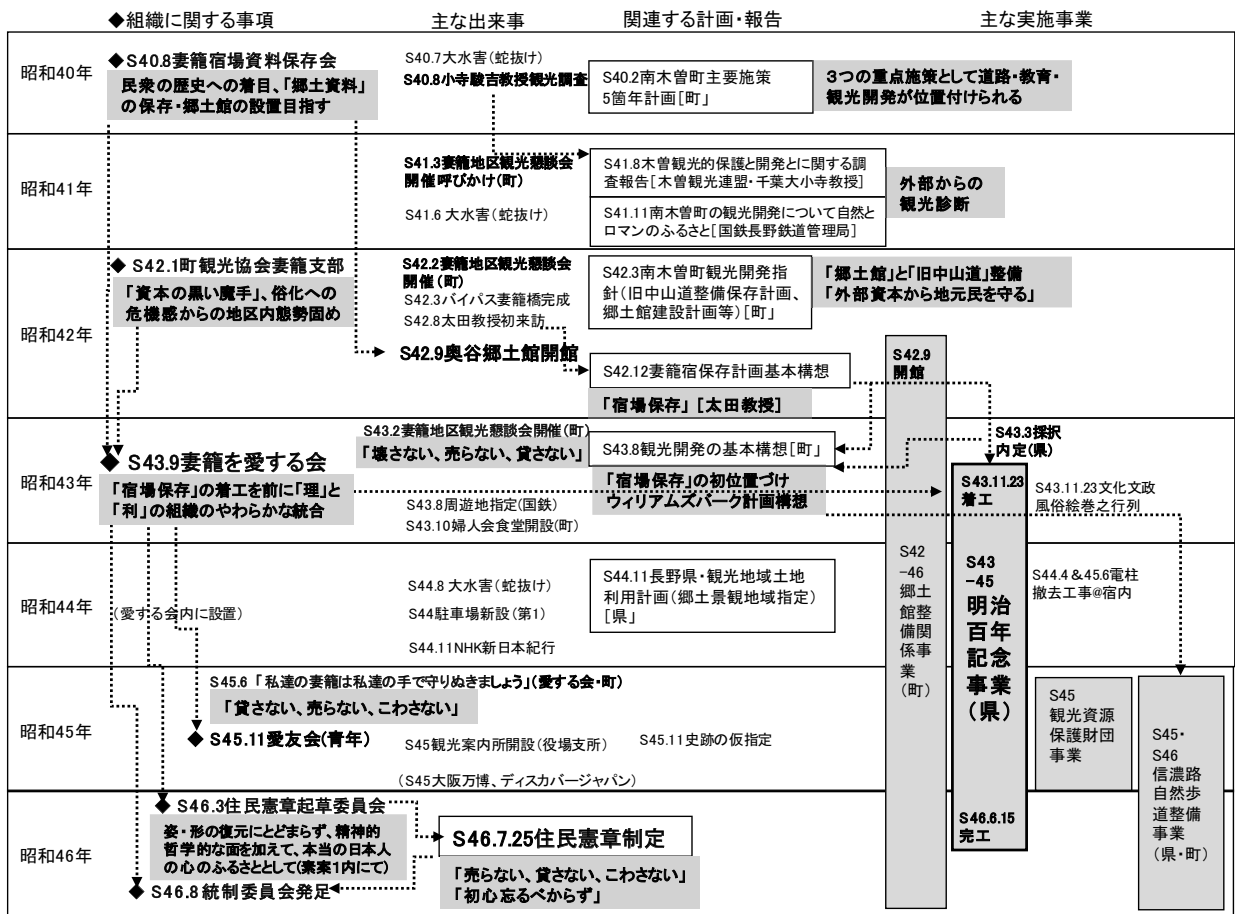 ◆組織に関する事項
主な出来事
関連する計画・報告
主な実施事業
昭和40年
◆S40.8妻籠宿場資料保存会
民衆の歴史への着目、「郷土資料」
の保存・郷土館の設置目指す
S40.7大水害(蛇抜け)
S40.8小寺駿吉教授観光調査
S40.2南木曽町主要施策
5箇年計画[町」
3つの重点施策として道路・教育・
観光開発が位置付けられる
昭和41年
S41.3妻籠地区観光懇談会
開催呼びかけ(町)
S41.6 大水害(蛇抜け)
S41.8木曽観光的保護と開発とに関する調
査報告[木曽観光連盟・千葉大小寺教授]
S41.11南木曽町の観光開発について自然と
ロマンのふるさと[国鉄長野鉄道管理局]
外部からの
観光診断
昭和42年
◆ S42.1町観光協会妻籠支部
「資本の黒い魔手」、俗化への
危機感からの地区内態勢固め
S42.2妻籠地区観光懇談会
開催(町)
S42.3バイパス妻籠橋完成
S42.8太田教授初来訪
S42.9奥谷郷土館開館
S42.3南木曽町観光開発指
針(旧中山道整備保存計画、
郷土館建設計画等)[町」
「郷土館」と「旧中山道」整備
「外部資本から地元民を守る」
S42.12妻籠宿保存計画基本構想
「宿場保存」[太田教授]
S42.9
開館
昭和43年
◆ S43.9妻籠を愛する会
「宿場保存」の着工を前に「理」と
「利」の組織のやわらかな統合
S43.2妻籠地区観光懇談会開催(町)
「壊さない、売らない、貸さない」
S43.8周遊地指定(国鉄)
S43.10婦人会食堂開設(町)
S43.8観光開発の基本構想[町」
「宿場保存」の初位置づけ
ウィリアムズバーク計画構想
S43.3採択
内定(県)
S43.11.23
着工
S43.11.23文化文政
風俗絵巻之行列
昭和44年
(愛する会内に設置)
S44.8 大水害(蛇抜け)
S44駐車場新設(第1)
S44.11NHK新日本紀行
S44.11長野県・観光地域土地
利用計画(郷土景観地域指定)
[県」
S42
-46
郷土
館整
備関
係事
業
(町)
S43
-45
明治
百年
記念
事業
(県)
S44.4&45.6電柱
撤去工事@宿内
昭和45年
S45.6「私達の妻籠は私達の手で守りぬきましょう」(愛する会・町)
「貸さない、売らない、こわさない」
◆ S45.11愛友会(青年)
S45観光案内所開設(役場支所)
S45.11史跡の仮指定
(S45大阪万博、ディスカバージャパン)
S45
観光資源
保護財団
事業
S45・
S46
信濃路
自然歩
道整備
事業
(県・町)
昭和46年
◆ S46.3住民憲章起草委員会
姿・形の復元にとどまらず、精神的
哲学的な面を加えて、本当の日本人
の心のふるさととして(素案1内にて)
◆ S46.8統制委員会発足
S46.7.25住民憲章制定
「売らない、貸さない、こわさない」
「初心忘るべからず」
S46.6.15
完工